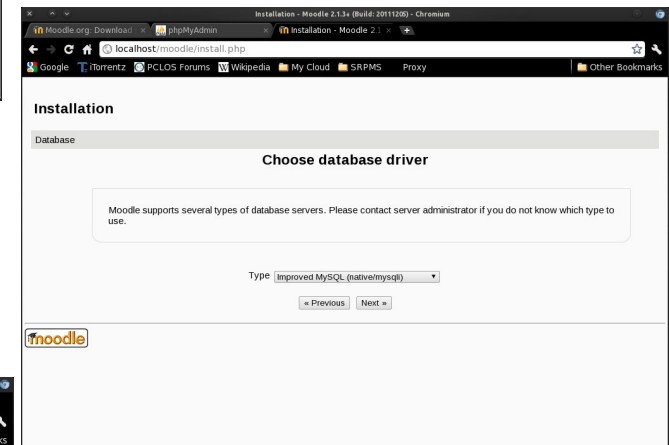 Installation - Moodle 2.1.3+ (Build: 20111205) - Chromium
Moodle.org: Download
phpMyAdmin
Installation - Moodle 2.1
localhost/moodle/install.php
Google
iTorrentz
PCLOS Forums
Wikipedia
My Cloud
SRPMS
Proxy
Other Bookmarks
Installation
Database
Choose database driver
Moodle supports several types of database servers. Please contact server administrator if you do not know which type to
use.
Type Improved MySQL (native/mysqli)
« Previous Next »
moodle
ks